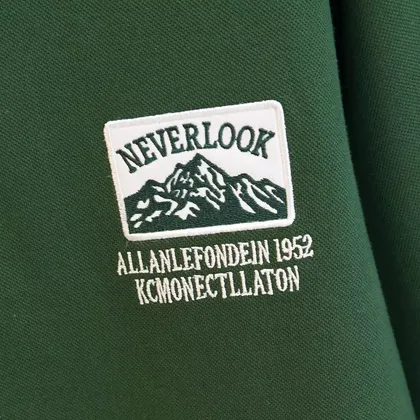 NEVERLOOK
ALLANLEFONDEIN 1952
KCMONECTLLATON